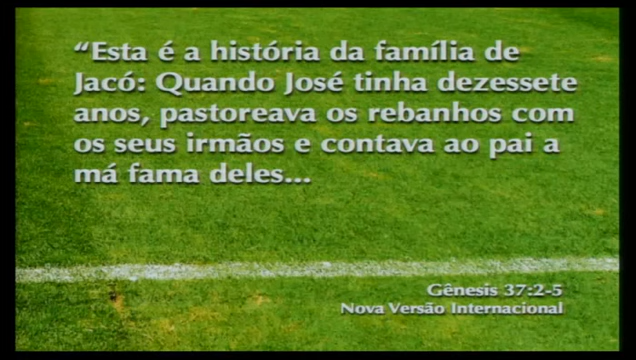 “Esta é a história da família de
Jacó: Quando José tinha dezessete
anos, pastoreava os rebanhos com
os seus irmãos e contava ao pai a
má fama deles...
Gênesis 37:2-5
Nova Versão Internacional